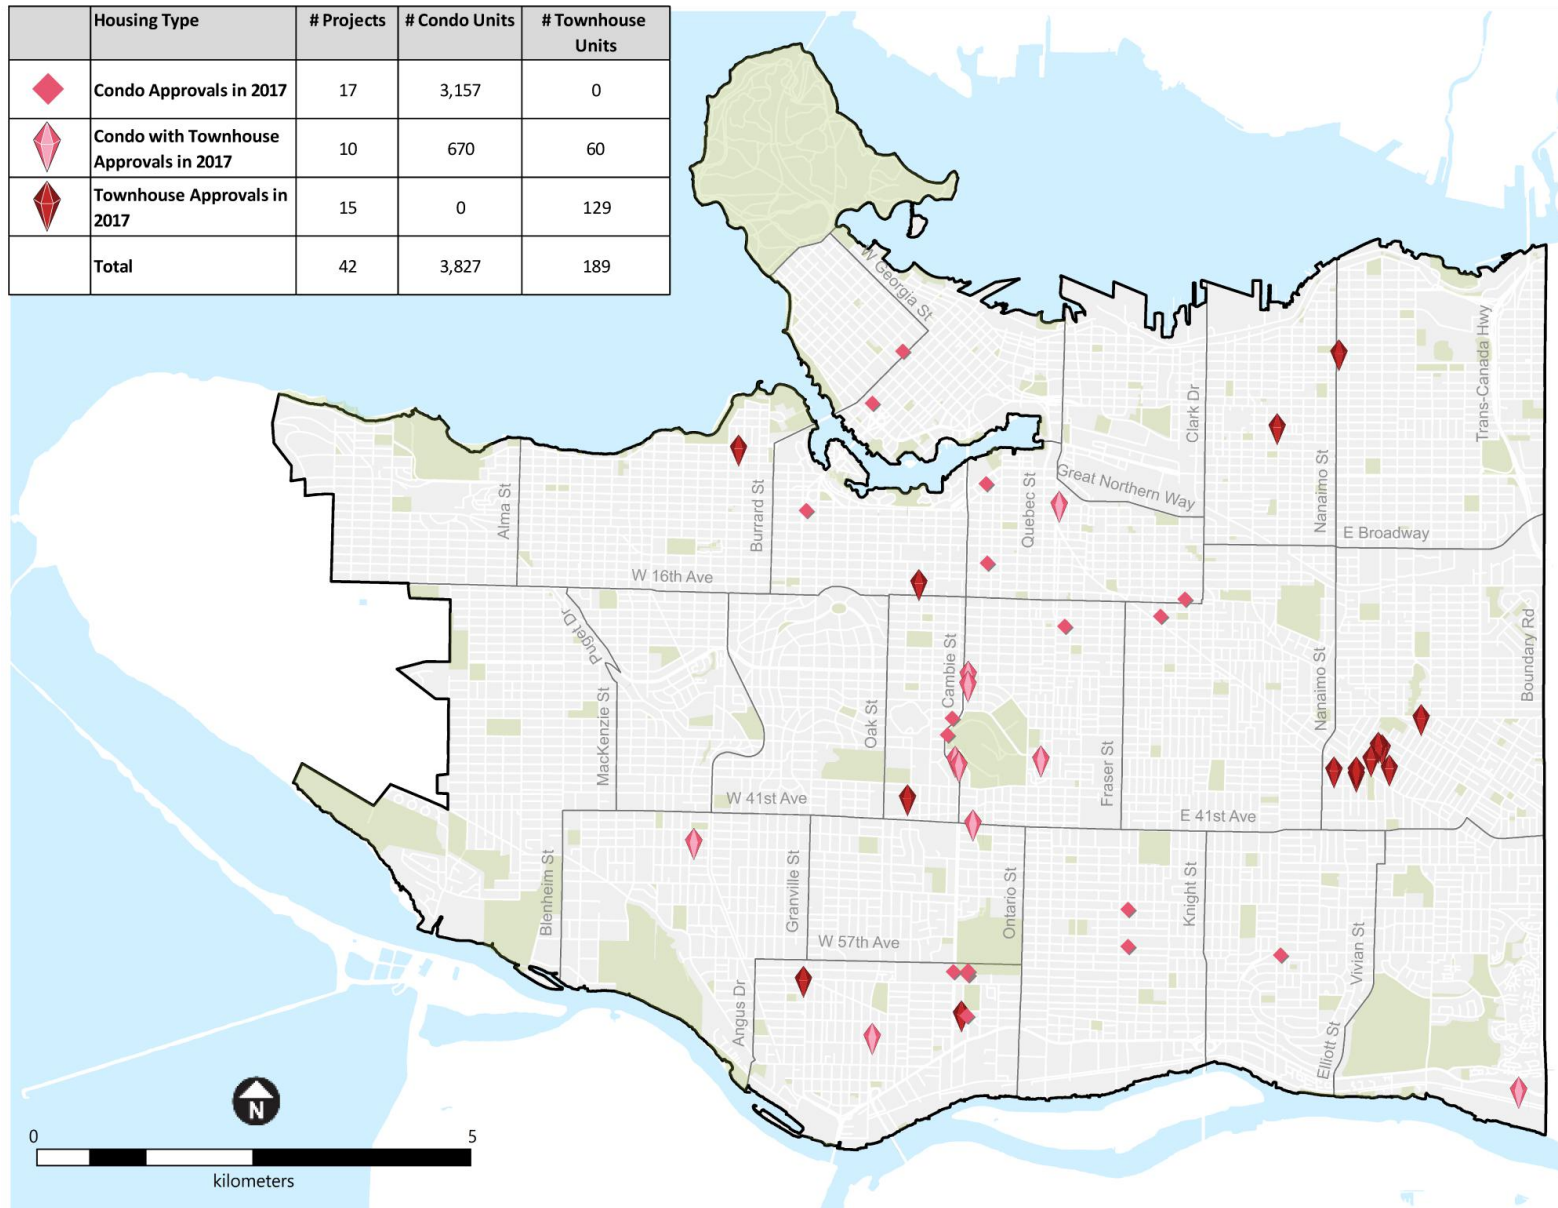 Housing Type # Projects # Condo Units # Townhouse
Units
Condo Approvals in 2017 17 3,157 0
Condo with Townhouse
Approvals in 2017 10 670 60
Townhouse Approvals in
2017 15 0 129
Total 42 3,827 189
W Georgia St
Clark Dr
Trans-Canada Hwy
Alma St
Burrard St
Quebec St
Great Northern Way
Nanaimo St
E Broadway
W 16th Ave
Puget Dr
MacKenzie St
Oak St
Cambie St
Fraser St
Nanaimo St
Boundary Rd
W 41st Ave
E 41st Ave
Blenheim St
Granville St
Ontario St
Knight St
Vivian St
W 57th Ave
Angus Dr
Elliott St
N
0 5
kilometers